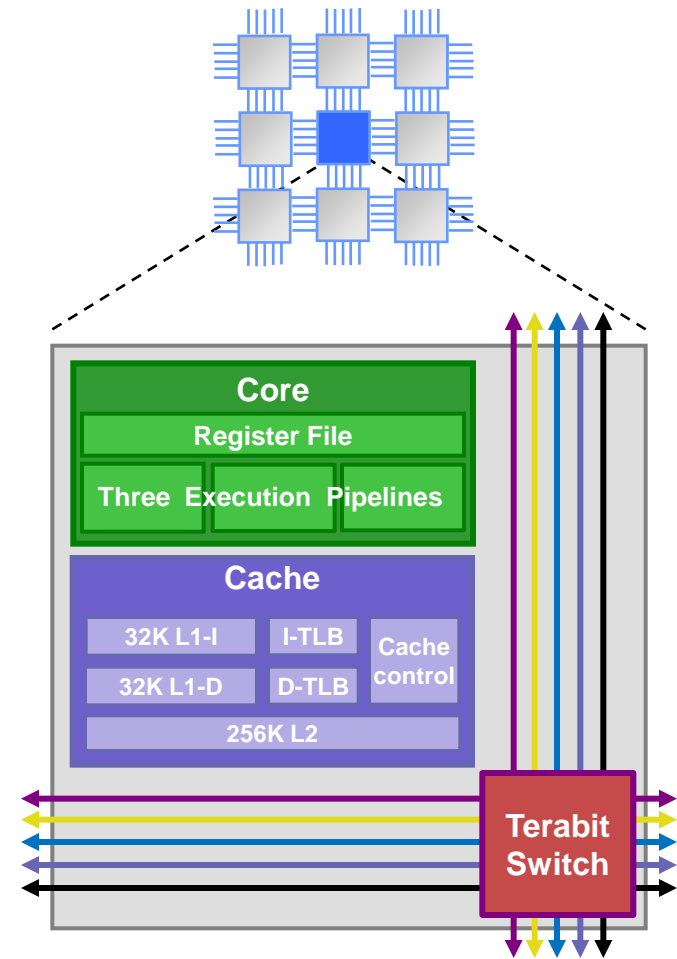 Core
Register File
Three Execution Pipelines
Cache
32K L1-I
I-TLB
Cache
control
32K L1-D
D-TLB
256K L2
Terabit
Switch